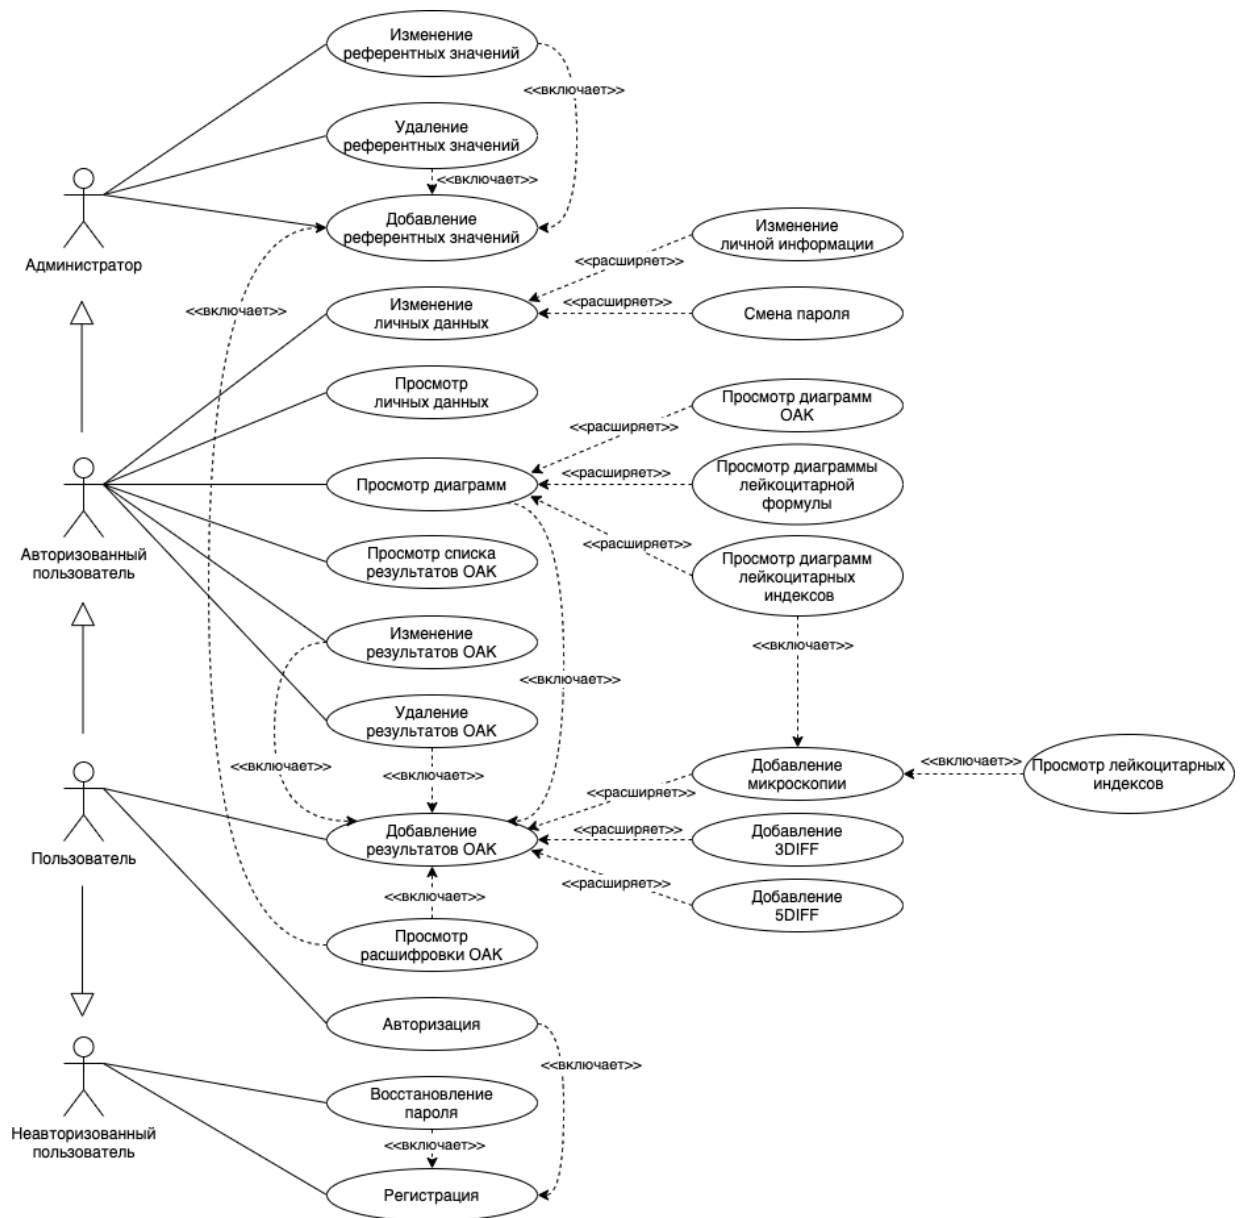 Изменение
референтных значений
<<включает>>
Удаление
референтных значений
<<включает>>
Добавление
референтных значений
Администратор
Изменение
личной информации
<<расширяет>>
<<включает>>
Изменение
личных данных
<<расширяет>>
Смена пароля
Просмотр
личных данных
Просмотр диаграмм
ОАК
<<расширяет>>
Просмотр диаграмм
<<расширяет>>
Просмотр диаграммы
лейкоцитарной
формулы
Авторизованный
пользователь
Просмотр списка
результатов ОАК
<<расширяет>>
Просмотр диаграмм
лейкоцитарных
индексов
Изменение
результатов ОАК
<<включает>>
<<включает>>
Удаление
результатов ОАК
<<включает>>
<<включает>>
Добавление
микроскопии
<<включает>>
Просмотр лейкоцитарных
индексов
<<расширяет>>
Пользователь
Добавление
результатов ОАК
<<расширяет>>
Добавление
3DIFF
<<расширяет>>
Добавление
5DIFF
<<включает>>
Просмотр
расшифровки ОАК
Авторизация
<<включает>>
Неавторизованный
пользователь
Восстановление
пароля
<<включает>>
Регистрация